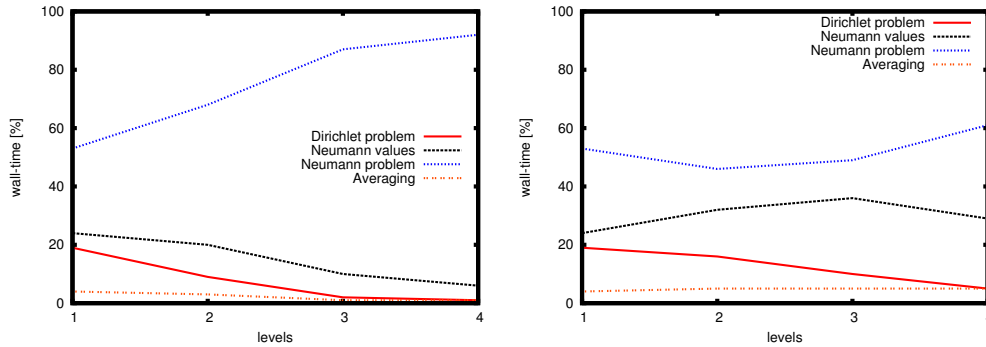 100
80
60
40
20
0
wall-time [%]
Dirichlet problem
Neumann values
Neumann problem
Averaging
1 2 3 4
levels
100
80
60
40
20
0
wall-time [%]
Dirichlet problem
Neumann values
Neumann problem
Averaging
1 2 3
levels